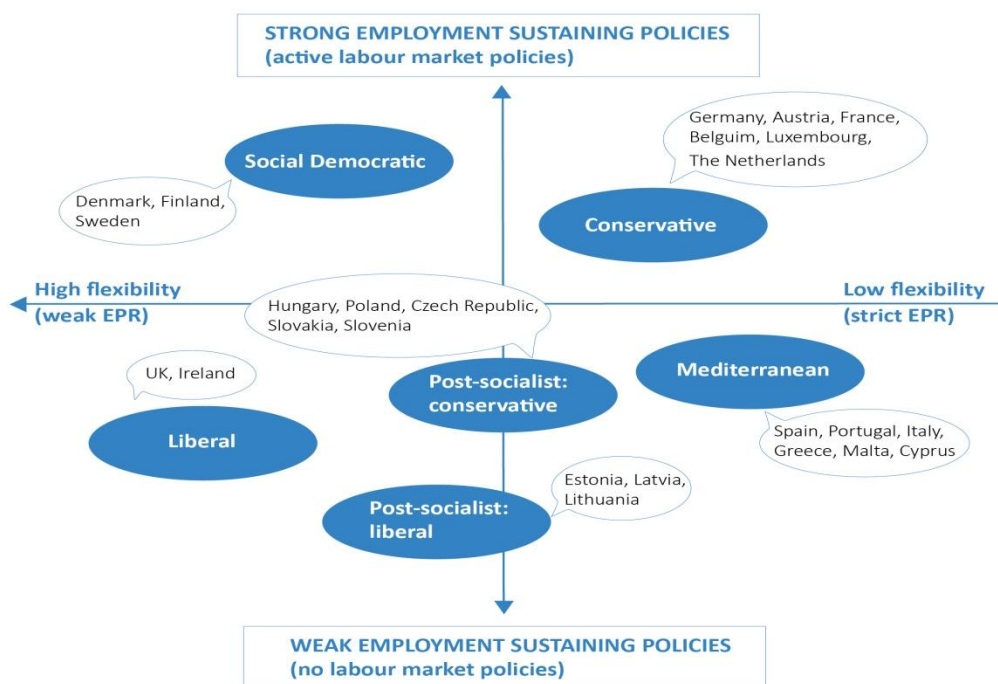 STRONG EMPLOYMENT SUSTAINING POLICIES
(active labour market policies)
Germany, Austria, France,
Belguim, Luxembourg,
The Netherlands
Social Democratic
Denmark, Finland,
Sweden
Conservative
High flexibility
(weak EPR)
Hungary, Poland, Czech Republic,
Slovakia, Slovenia
Low flexibility
(strict EPR)
UK, Ireland
Post-socialist:
conservative
Mediterranean
Liberal
Spain, Portugal, Italy,
Greece, Malta, Cyprus
Estonia, Latvia,
Lithuania
Post-socialist:
liberal
WEAK EMPLOYMENT SUSTAINING POLICIES
(no labour market policies)